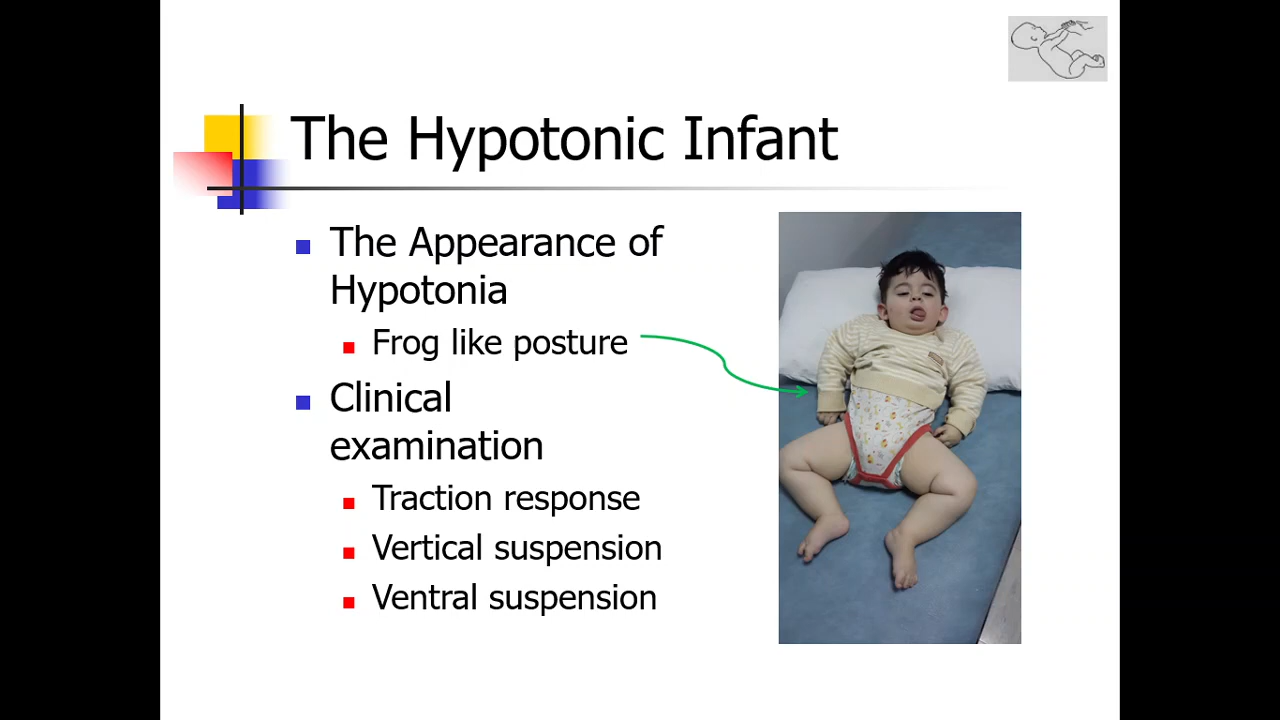 The Hypotonic Infant
The Appearance of
Hypotonia
Frog like posture
Clinical
examination
Traction response
Vertical suspension
Ventral suspension